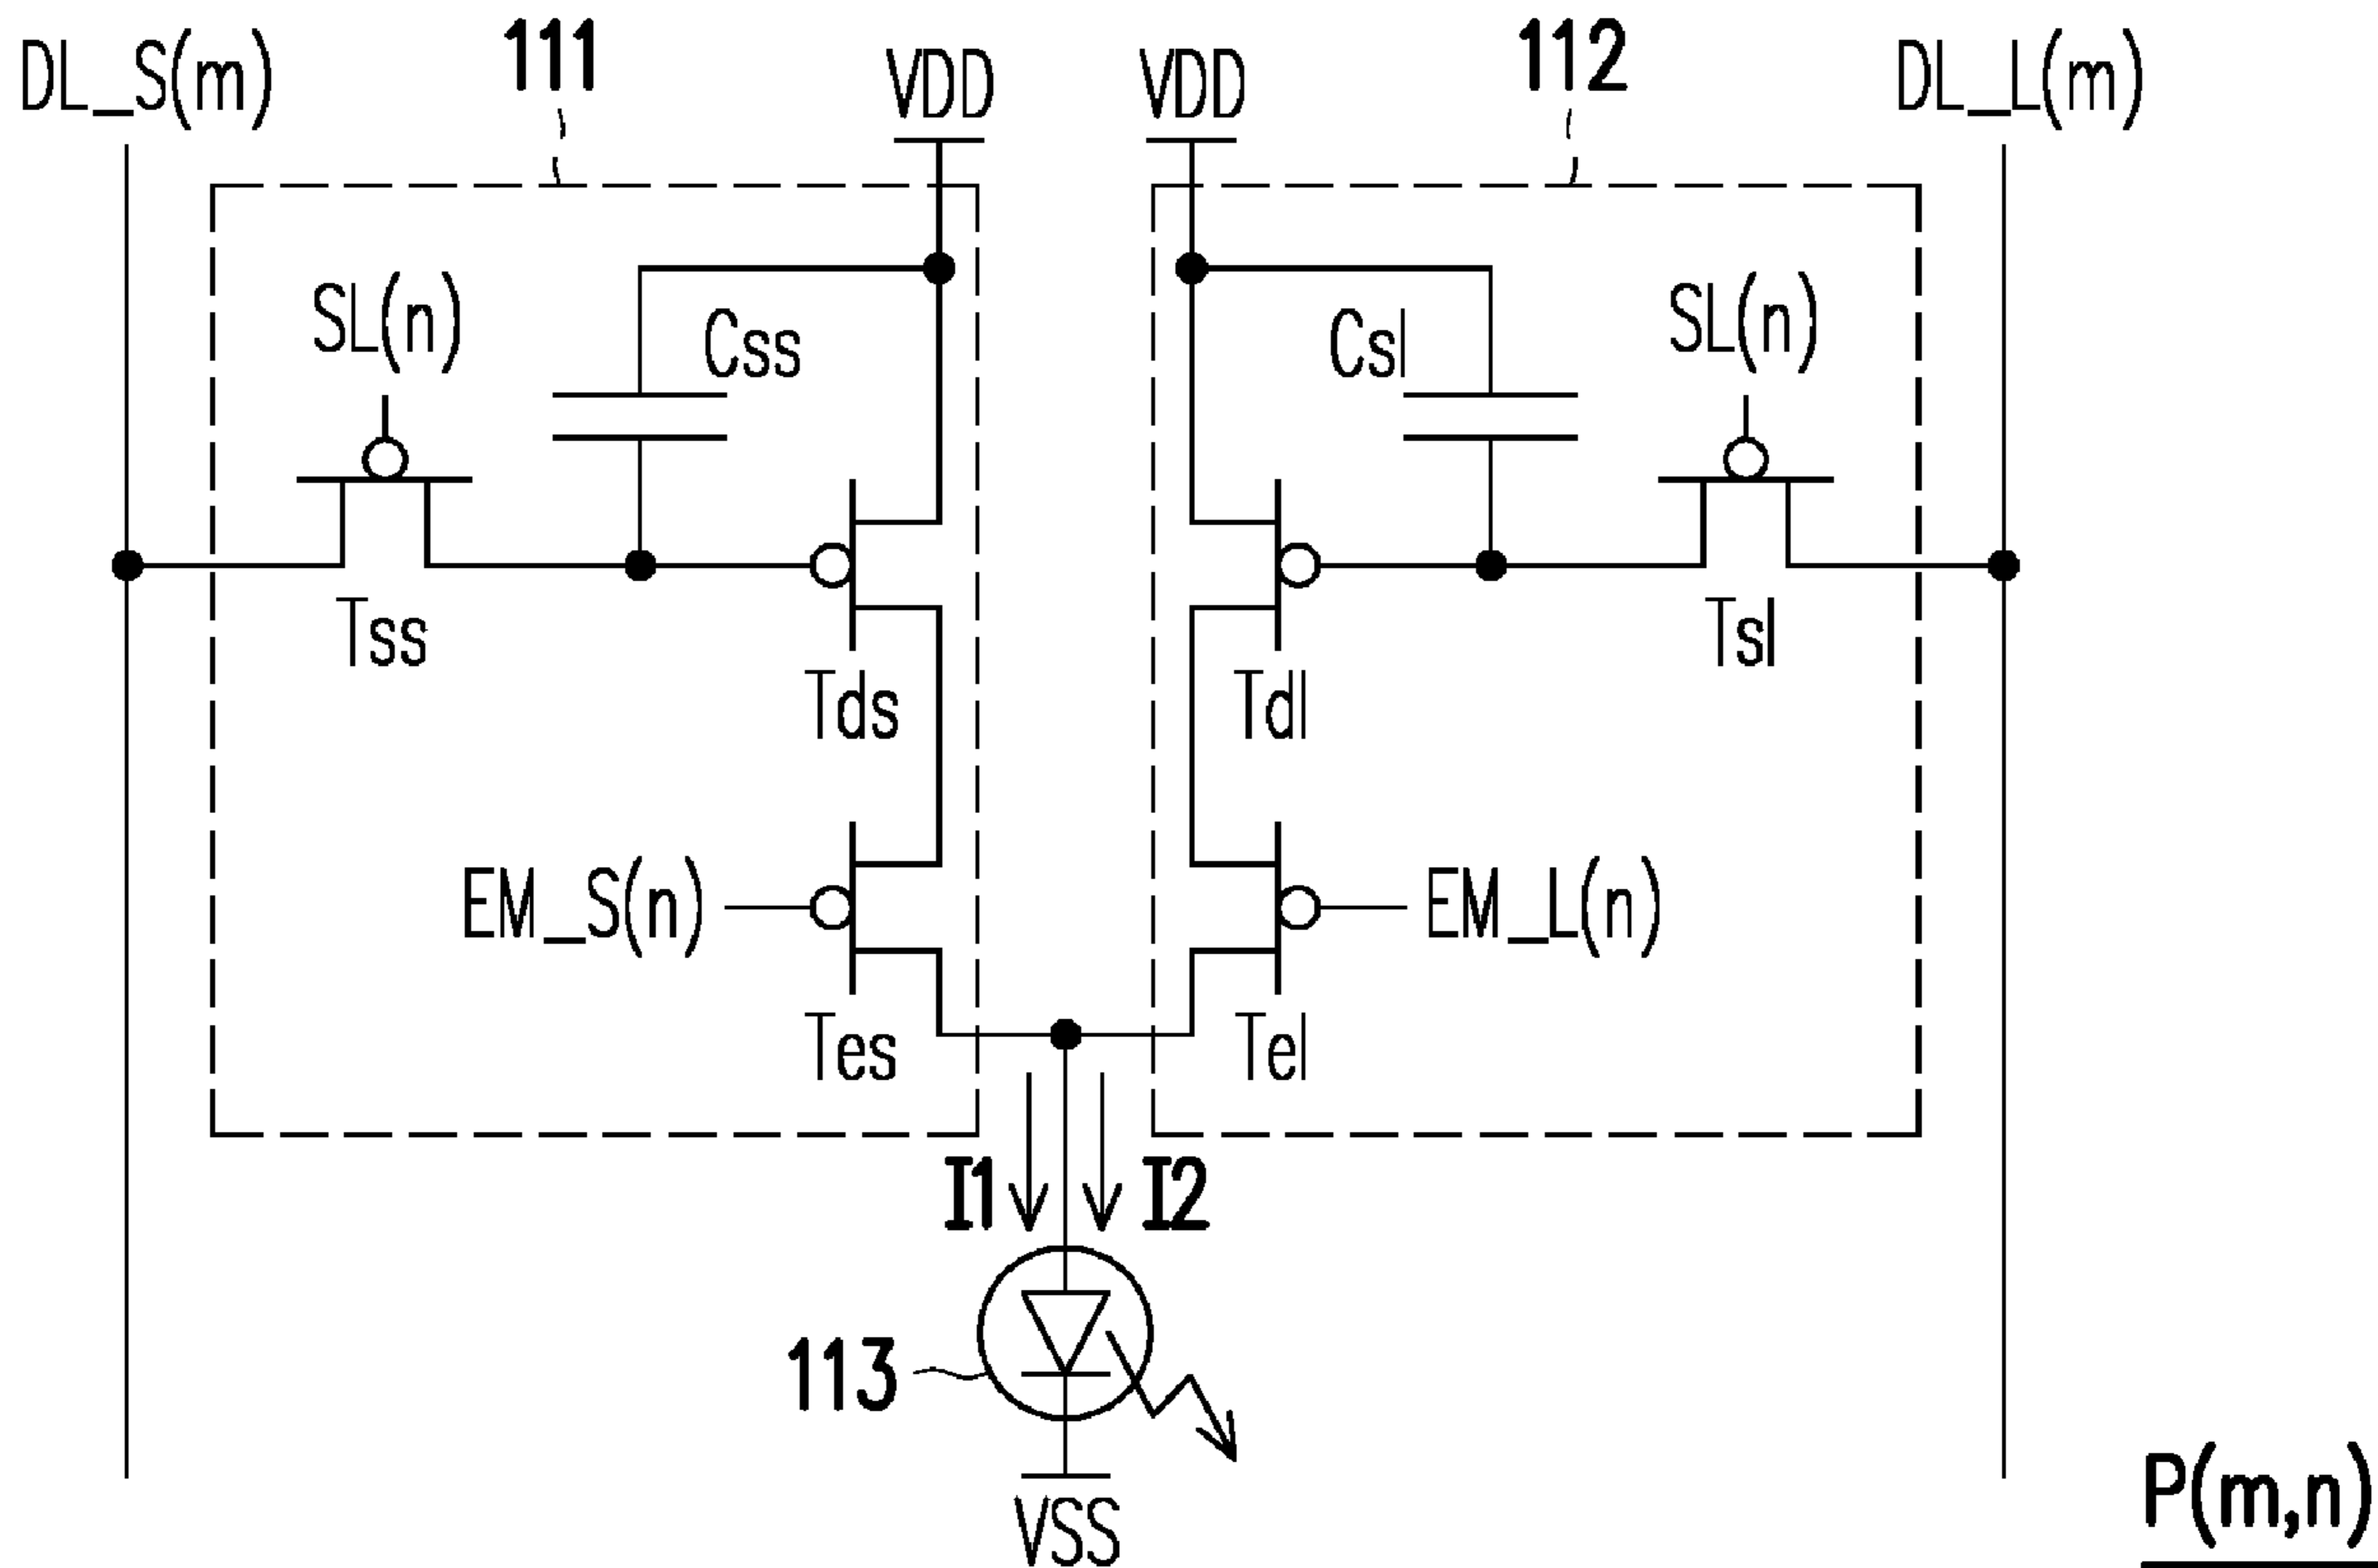 111
112
DL_S(m)
VDD
VDD
DL_L(m)
SL(n)
Css
Csl
SL(n)
Tss
Tsl
Tds
Tdl
EM_S(n)
EM_L(n)
Tes
Tel
I1
I2
113
VSS
P(m,n)